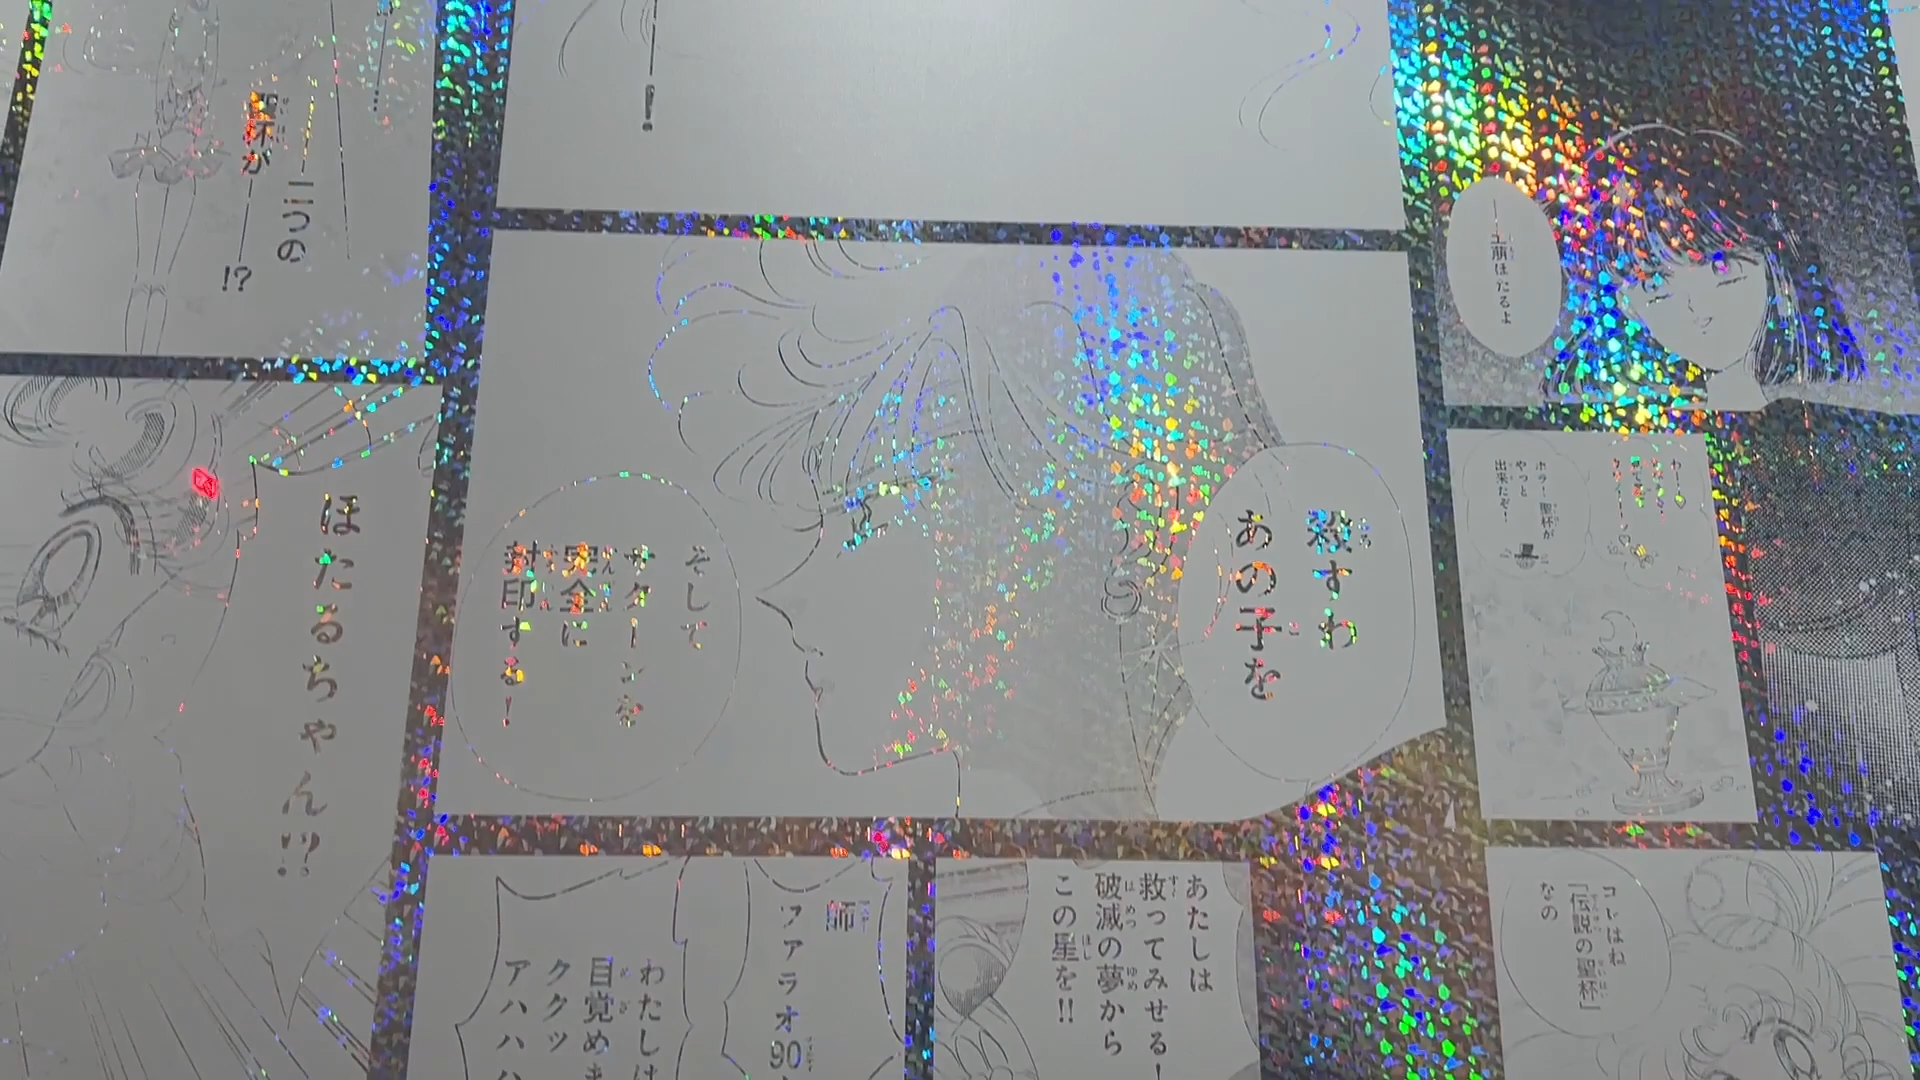 聖杯が
二つの
!?
!
ほたるちゃん!?
殺すわ
あの子を
そして
サターンを
完全に
封印する!
土萠ほたるよ
ホラ!聖杯が
やっと
出来たぞ!
コレはね
「伝説の聖杯」
なの
あたしは
救ってみせる!
破滅の夢から
この星を!!
師
ファラオ90
わたしは
目覚めま
ククッ
アハハハ